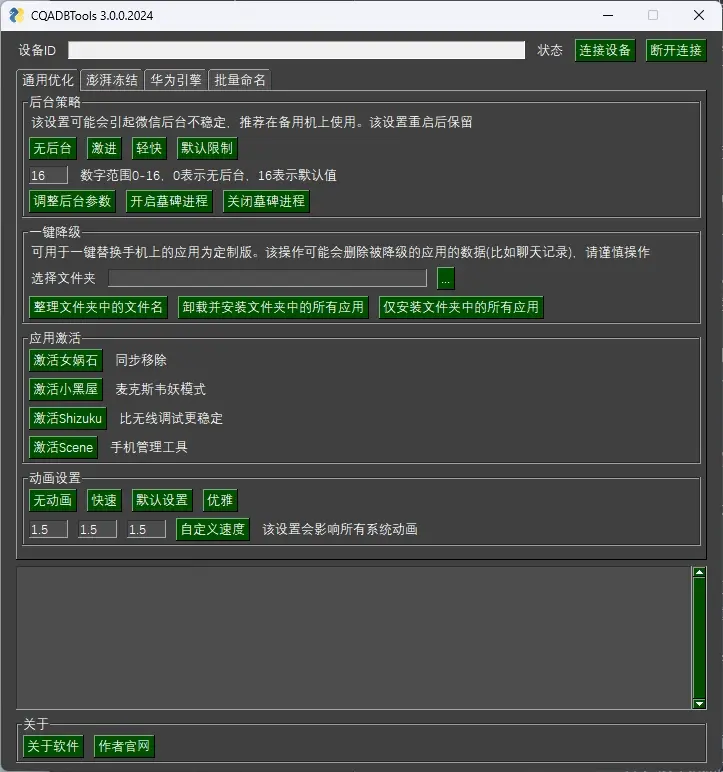 CQADBTools 3.0.0.2024
设备ID 状态 连接设备 断开连接
通用优化 澎湃冻结 华为引擎 批量命名
后台策略
该设置可能会引起微信后台不稳定，推荐在备用机上使用。该设置重启后保留
无后台 激进 轻快 默认限制
16 数字范围0-16，0表示无后台，16表示默认值
调整后台参数 开启墓碑进程 关闭墓碑进程
一键降级
可用于一键替换手机上的应用为定制版。该操作可能会删除被降级的应用的数据(比如聊天记录)，请谨慎操作
选择文件夹 ...
整理文件夹中的文件名 卸载并安装文件夹中的所有应用 仅安装文件夹中的所有应用
应用激活
激活女娲石 同步移除
激活小黑屋 麦克斯韦妖模式
激活Shizuku 比无线调试更稳定
激活Scene 手机管理工具
动画设置
无动画 快速 默认设置 优雅
1.5 1.5 1.5 自定义速度 该设置会影响所有系统动画
关于
关于软件 作者官网